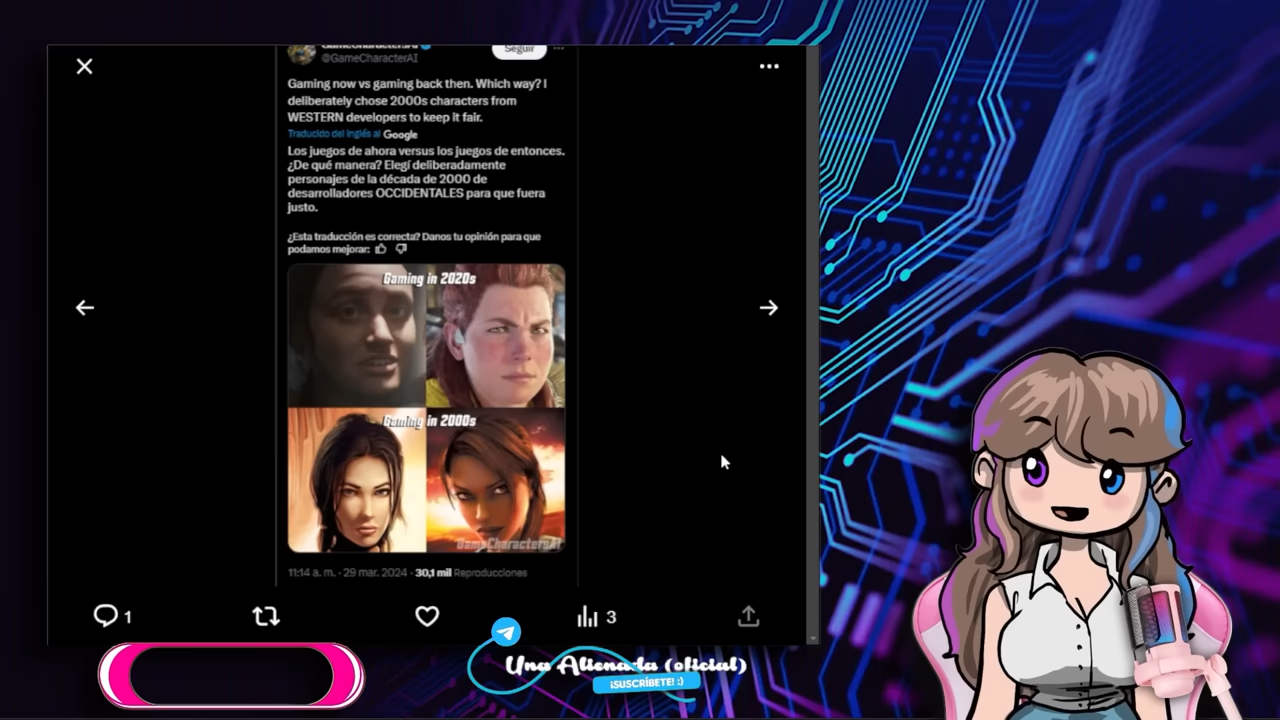 @GameCharacterAI
Seguir
Gaming now vs gaming back then. Which way? I
deliberately chose 2000s characters from
WESTERN developers to keep it fair.
Traducido del inglés al Google
Los juegos de ahora versus los juegos de entonces.
¿De qué manera? Elegí deliberadamente
personajes de la década de 2000 de
desarrolladores OCCIDENTALES para que fuera
justo.
¿Esta traducción es correcta? Danos tu opinión para que
podamos mejorar:
Gaming in 2020s
Gaming in 2000s
GameCharactersAI
11:14 a. m. · 29 mar. 2024 · 30,1 mil Reproducciones
1
3
Una Alienada (oficial)
¡SUSCRÍBETE! :)